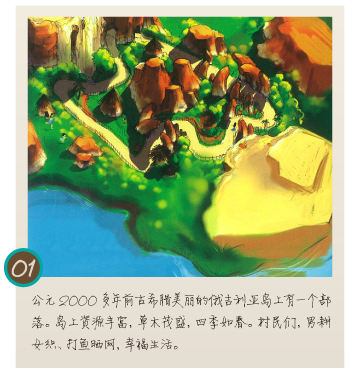 01
公元2000多年前古希腊美丽的俄吉利亚岛上有一个部
落。岛上资源丰富，草木茂盛，四季如春。村民们，男耕
女织、打鱼晒网，幸福生活。